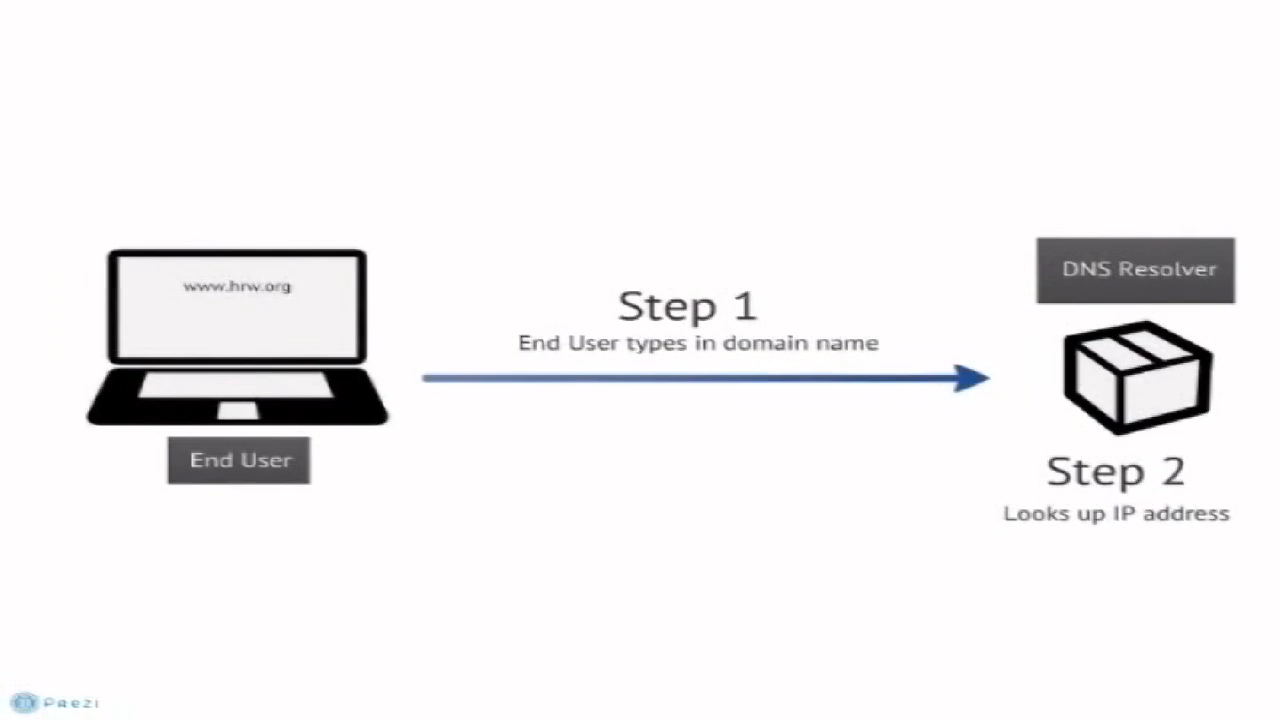 www.hrw.org
End User
Step 1
End User types in domain name
DNS Resolver
Step 2
Looks up IP address
Prezi